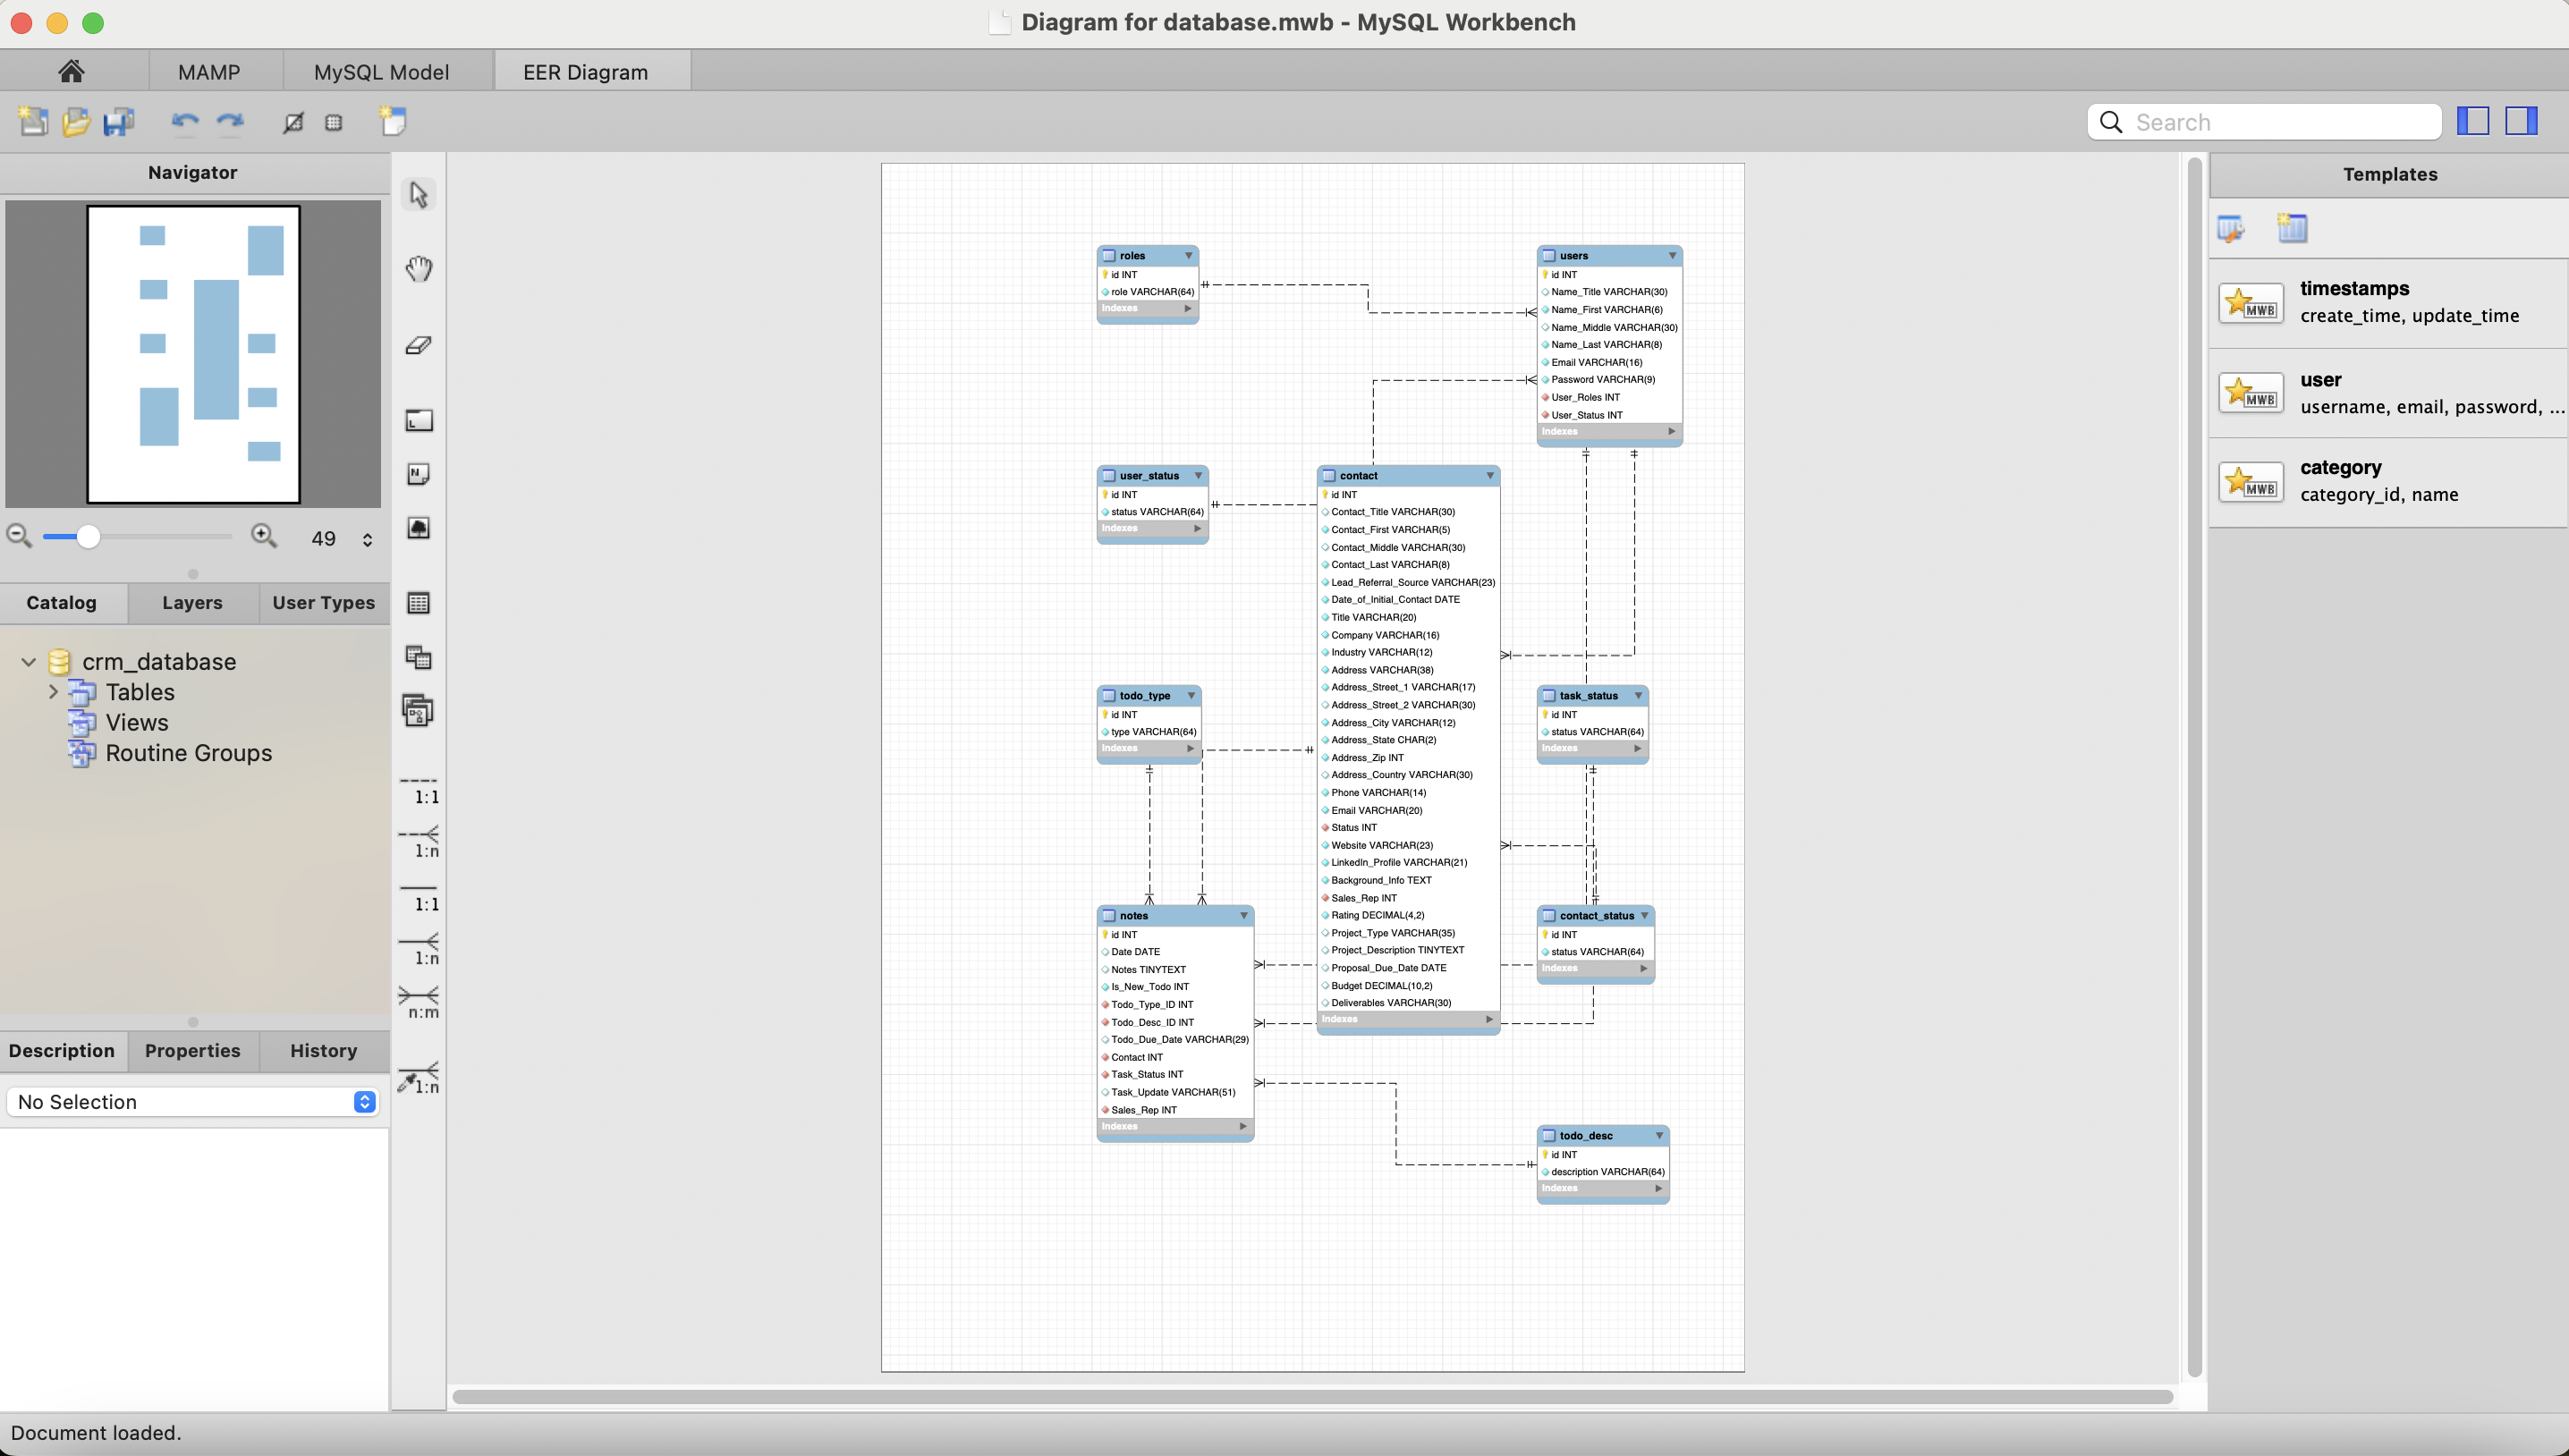 Diagram for database.mwb - MySQL Workbench
MAMP
MySQL Model
EER Diagram
Search
Navigator
49
Catalog
Layers
User Types
crm_database
Tables
Views
Routine Groups
Description
Properties
History
No Selection
1:1
1:n
1:1
1:n
n:m
1:n
roles
id INT
role VARCHAR(64)
Indexes
users
id INT
Name_Title VARCHAR(30)
Name_First VARCHAR(6)
Name_Middle VARCHAR(30)
Name_Last VARCHAR(8)
Email VARCHAR(16)
Password VARCHAR(9)
User_Roles INT
User_Status INT
Indexes
user_status
id INT
status VARCHAR(64)
Indexes
contact
id INT
Contact_Title VARCHAR(30)
Contact_First VARCHAR(5)
Contact_Middle VARCHAR(30)
Contact_Last VARCHAR(8)
Lead_Referral_Source VARCHAR(23)
Date_of_Initial_Contact DATE
Title VARCHAR(20)
Company VARCHAR(16)
Industry VARCHAR(12)
Address VARCHAR(38)
Address_Street_1 VARCHAR(17)
Address_Street_2 VARCHAR(30)
Address_City VARCHAR(12)
Address_State CHAR(2)
Address_Zip INT
Address_Country VARCHAR(30)
Phone VARCHAR(14)
Email VARCHAR(20)
Status INT
Website VARCHAR(23)
LinkedIn_Profile VARCHAR(21)
Background_Info TEXT
Sales_Rep INT
Rating DECIMAL(4,2)
Project_Type VARCHAR(35)
Project_Description TINYTEXT
Proposal_Due_Date DATE
Budget DECIMAL(10,2)
Deliverables VARCHAR(30)
Indexes
todo_type
id INT
type VARCHAR(64)
Indexes
task_status
id INT
status VARCHAR(64)
Indexes
notes
id INT
Date DATE
Notes TINYTEXT
Is_New_Todo INT
Todo_Type_ID INT
Todo_Desc_ID INT
Todo_Due_Date VARCHAR(29)
Contact INT
Task_Status INT
Task_Update VARCHAR(51)
Sales_Rep INT
Indexes
contact_status
id INT
status VARCHAR(64)
Indexes
todo_desc
id INT
description VARCHAR(64)
Indexes
Templates
MWB
timestamps
create_time, update_time
MWB
user
username, email, password, ...
MWB
category
category_id, name
Document loaded.